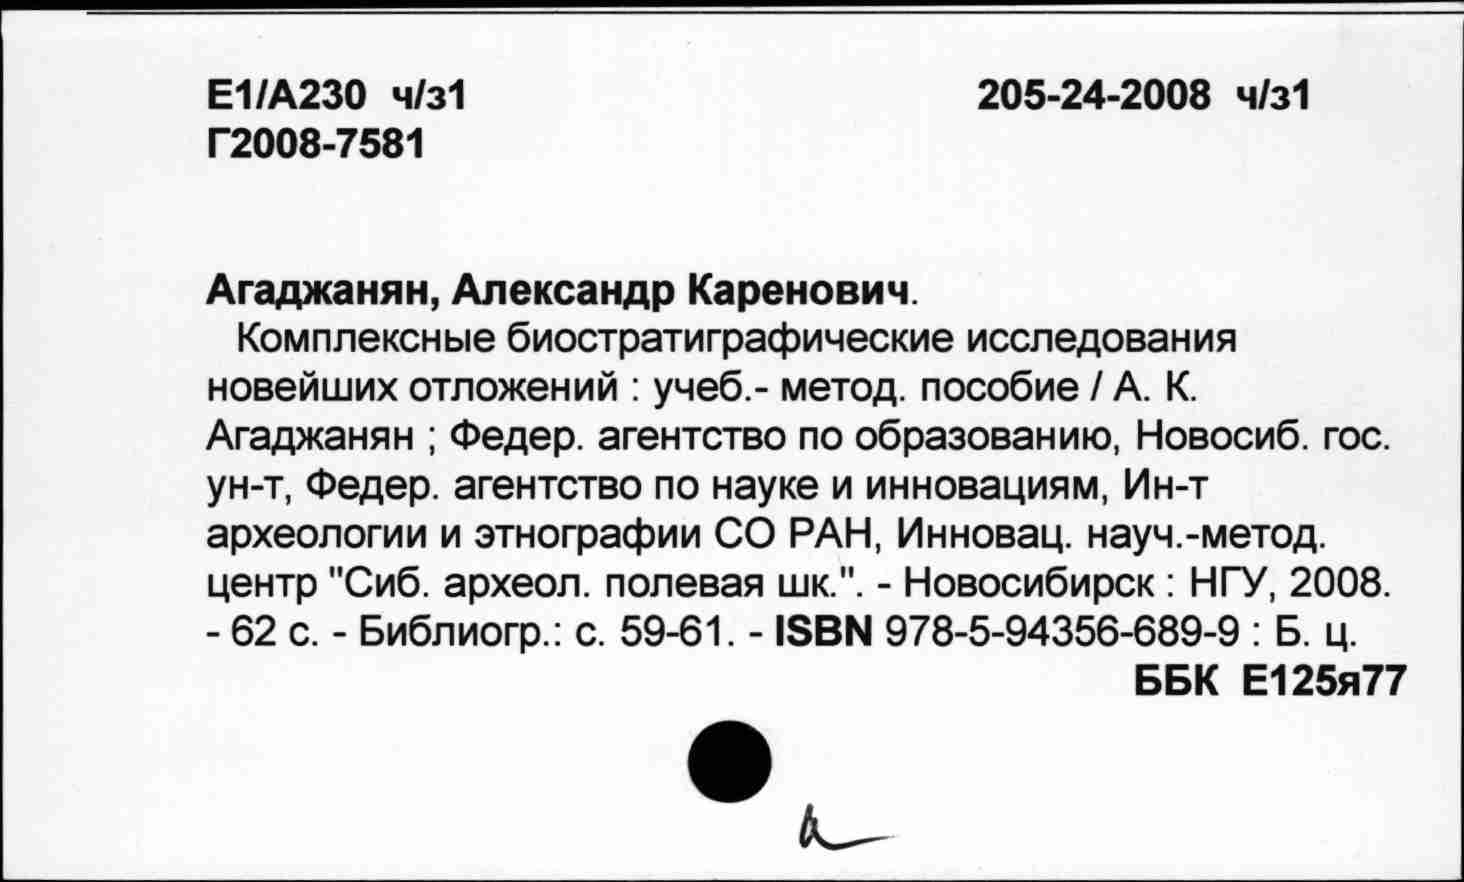 Е1/А230 ч/з1 205-24-2008 ч/з1
Г2008-7581
Агаджанян, Александр Каренович.
Комплексные биостратиграфические исследования
новейших отложений : учеб.- метод. пособие / А. К.
Агаджанян ; Федер. агентство по образованию, Новосиб. гос.
ун-т, Федер. агентство по науке и инновациям, Ин-т
археологии и этнографии СО РАН, Инновац. науч.-метод.
центр "Сиб. археол. полевая шк.". - Новосибирск : НГУ, 2008.
- 62 с. - Библиогр.: с. 59-61. - ISBN 978-5-94356-689-9 : Б. ц.
ББК Е125я77